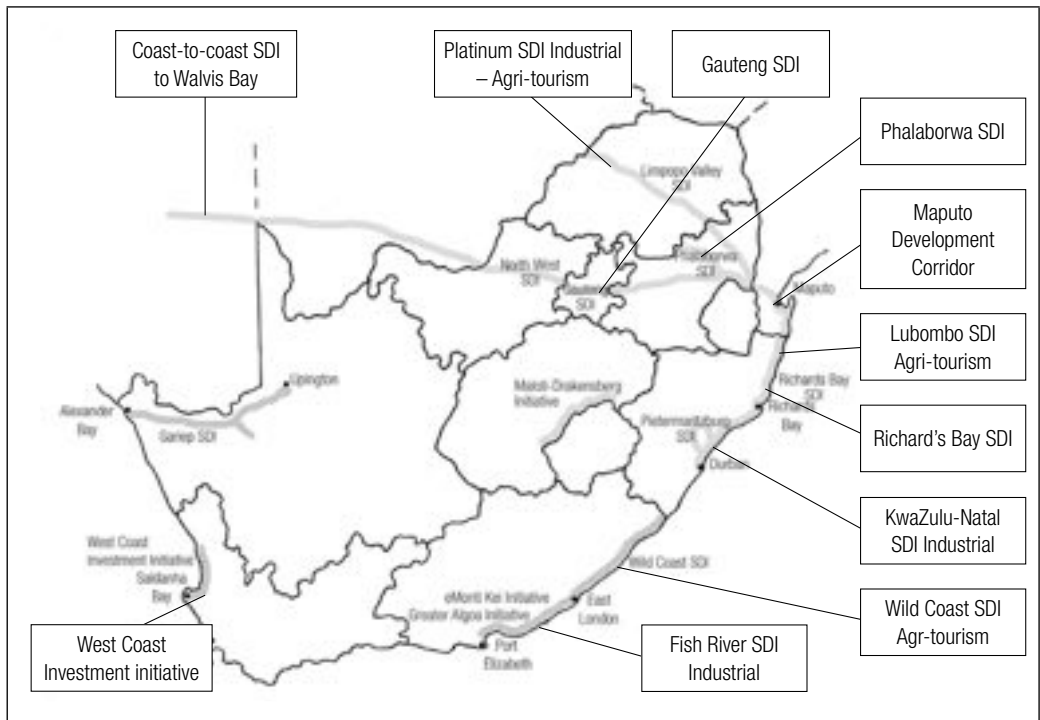 Coast-to-coast SDI
to Walvis Bay
Platinum SDI Industrial
– Agri-tourism
Gauteng SDI
Phalaborwa SDI
Maputo
Development
Corridor
Lubombo SDI
Agri-tourism
Richard's Bay SDI
KwaZulu-Natal
SDI Industrial
Wild Coast SDI
Agr-tourism
Fish River SDI
Industrial
West Coast
Investment initiative
Limpopo Valley
SDI
Phalaborwa
SDI
North West
SDI
Gauteng
SDI
Maputo
Upington
Alexander
Bay
Gariep SDI
Maloti-Drakensberg
Initiative
Richards Bay
SDI
Richards
Bay
Pietermaritzburg
SDI
Durban
West Coast
Investment Initiative
Saldanha
Bay
Wild Coast SDI
eMonti Kei Initiative
Greater Algoa Initiative
East
London
Port
Elizabeth